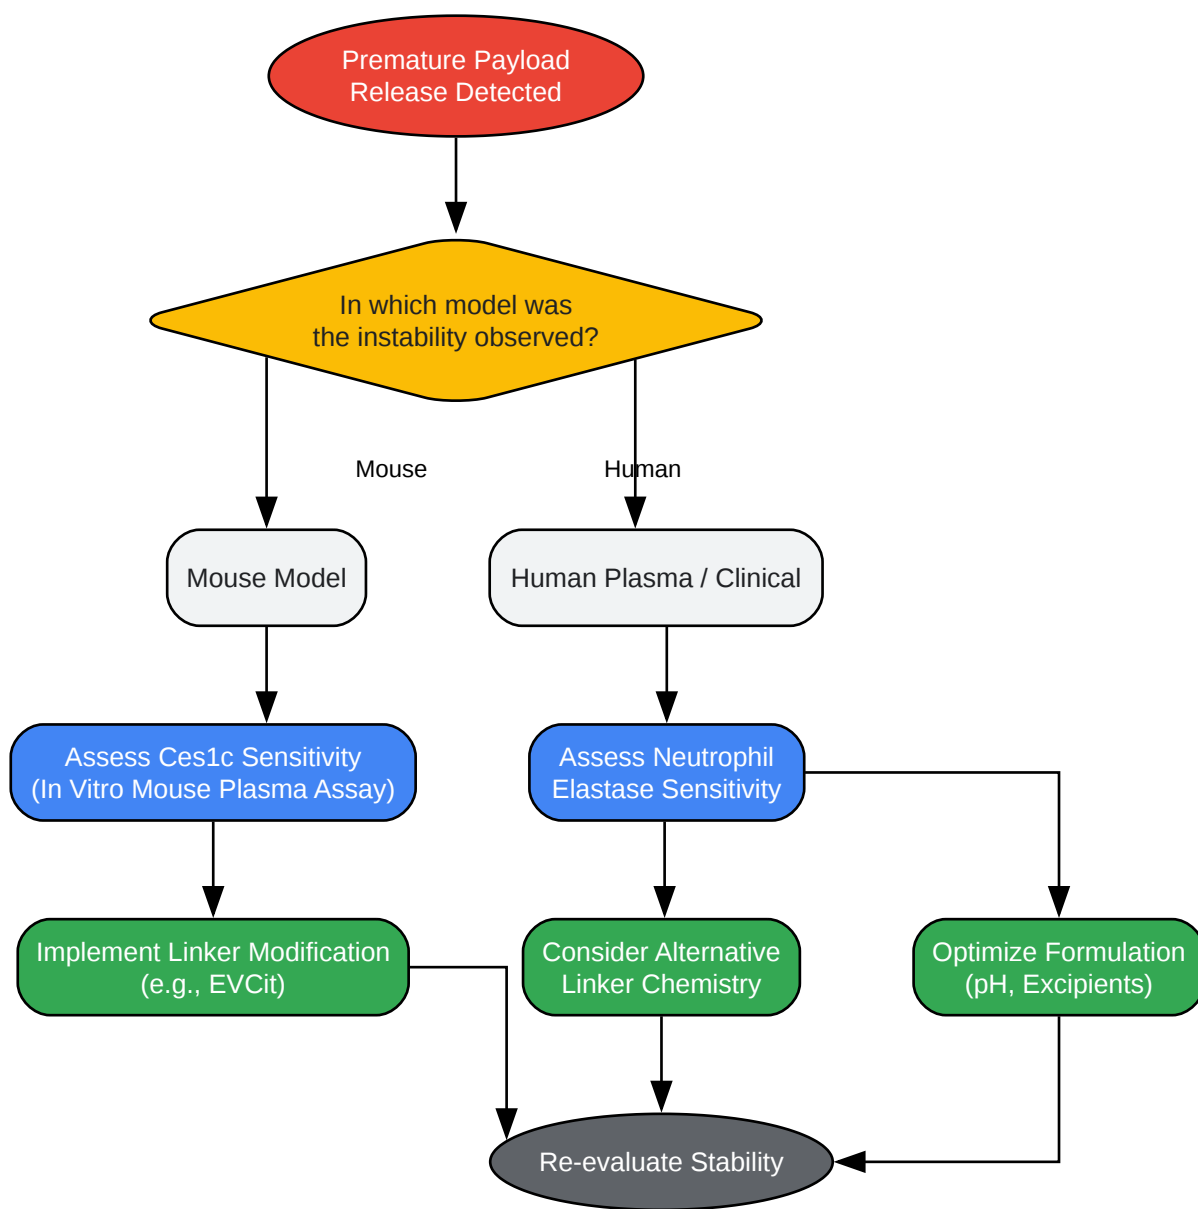 Premature Payload
Release Detected
In which model was
the instability observed?
Mouse
Human
Mouse Model
Human Plasma / Clinical
Assess Ces1c Sensitivity
(In Vitro Mouse Plasma Assay)
Assess Neutrophil
Elastase Sensitivity
Implement Linker Modification
(e.g., EVCit)
Consider Alternative
Linker Chemistry
Optimize Formulation
(pH, Excipients)
Re-evaluate Stability